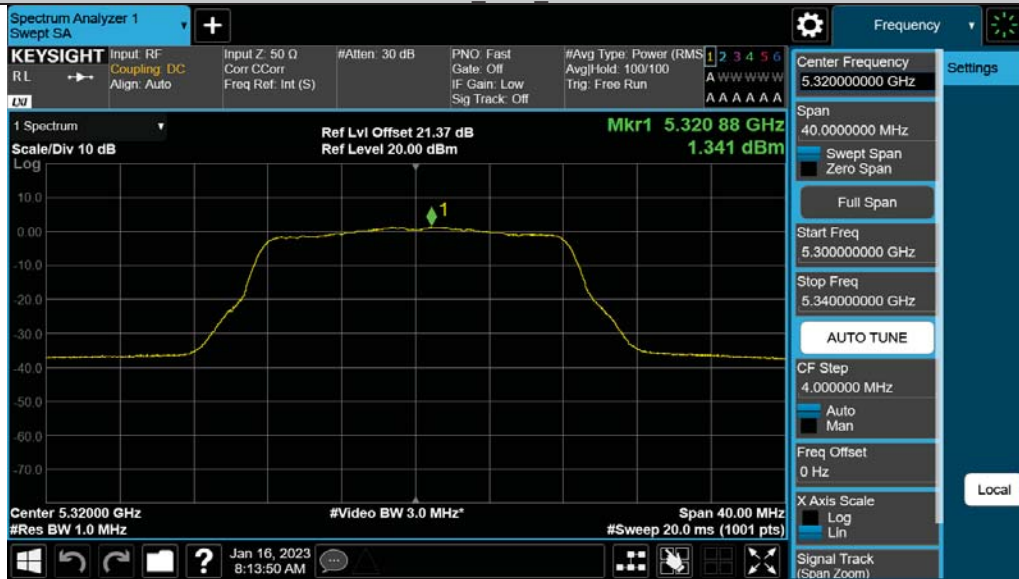 Spectrum Analyzer 1
Swept SA
+
Frequency
KEYSIGHT
RL
LXI
Input: RF
Coupling: DC
Align: Auto
Input Z: 50 Ω
Corr CCorr
Freq Ref: Int (S)
#Atten: 30 dB
PNO: Fast
Gate: Off
IF Gain: Low
Sig Track: Off
#Avg Type: Power (RMS
Avg|Hold: 100/100
Trig: Free Run
1 2 3 4 5 6
A W W W W W
A A A A A A
1 Spectrum
Scale/Div 10 dB
Log
Ref Lvl Offset 21.37 dB
Ref Level 20.00 dBm
Mkr1 5.320 88 GHz
1.341 dBm
10.0
0.00
-10.0
-20.0
-30.0
-40.0
-50.0
-60.0
-70.0
1
Center 5.32000 GHz
#Res BW 1.0 MHz
#Video BW 3.0 MHz*
Span 40.00 MHz
#Sweep 20.0 ms (1001 pts)
Center Frequency
5.320000000 GHz
Settings
Span
40.0000000 MHz
Swept Span
Zero Span
Full Span
Start Freq
5.300000000 GHz
Stop Freq
5.340000000 GHz
AUTO TUNE
CF Step
4.000000 MHz
Auto
Man
Freq Offset
0 Hz
Local
X Axis Scale
Log
Lin
Signal Track
(Span Zoom)
?
Jan 16, 2023
8:13:50 AM